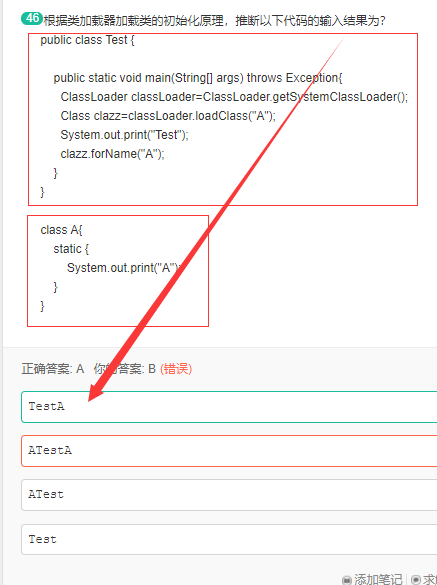 46 根据类加载器加载类的初始化原理，推断以下代码的输入结果为?
public class Test {
public static void main(String[] args) throws Exception{
ClassLoader classLoader=ClassLoader.getSystemClassLoader();
Class clazz=classLoader.loadClass("A");
System.out.print("Test");
clazz.forName("A");
}
}
class A{
static {
System.out.print("A");
}
}
正确答案: A 你的答案: B (错误)
TestA
ATestA
ATest
Test
添加笔记